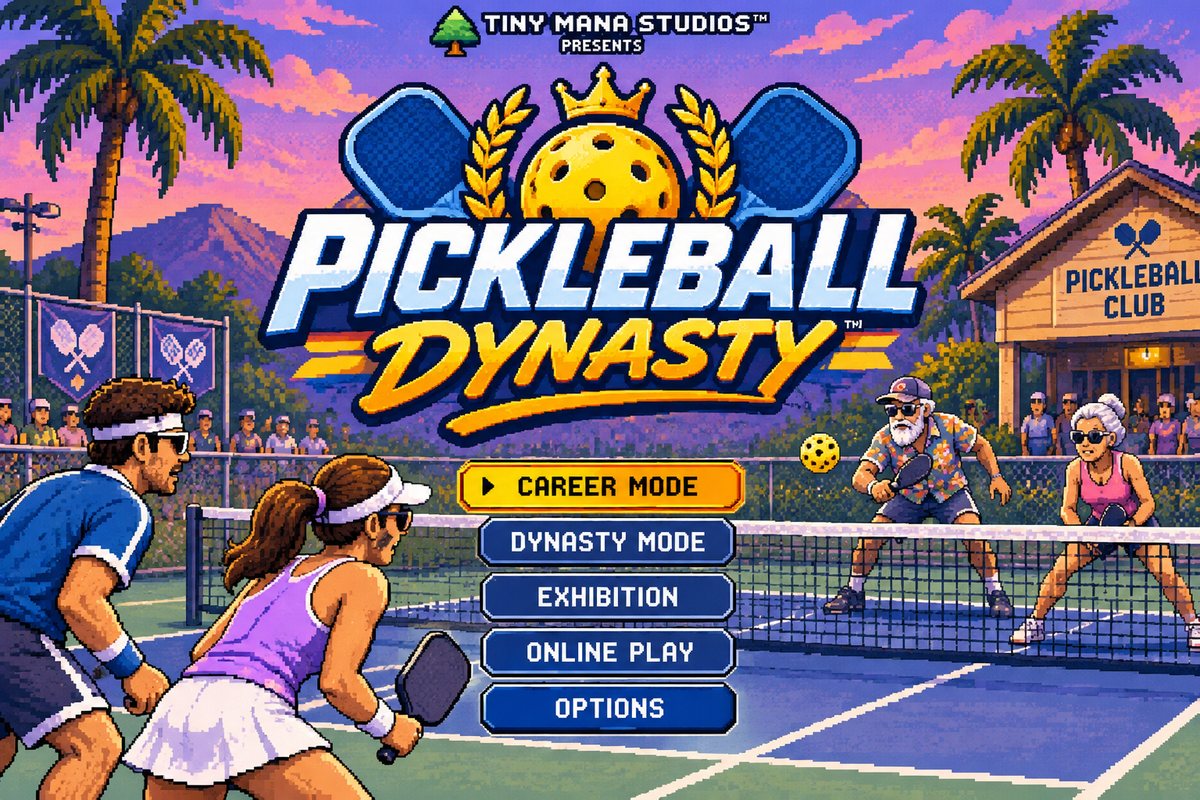 TINY MANA STUDIOS™
PRESENTS
PICKLEBALL
DYNASTY™
PICKLEBALL
CLUB
CAREER MODE
DYNASTY MODE
EXHIBITION
ONLINE PLAY
OPTIONS